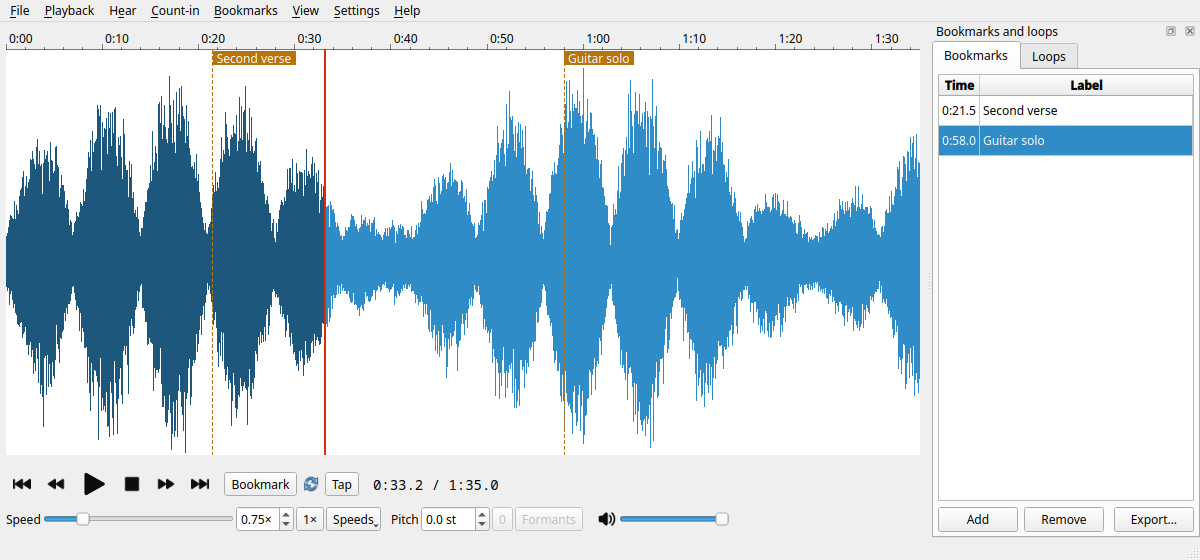 File Playback Hear Count-in Bookmarks View Settings Help
0:00 0:10 0:20 0:30 0:40 0:50 1:00 1:10 1:20 1:30
Second verse Guitar solo
Bookmarks and loops
Bookmarks Loops
Time Label
0:21.5 Second verse
0:58.0 Guitar solo
Bookmark Tap 0:33.2 / 1:35.0
Speed 0.75× 1× Speeds Pitch 0.0 st 0 Formants
Add Remove Export...